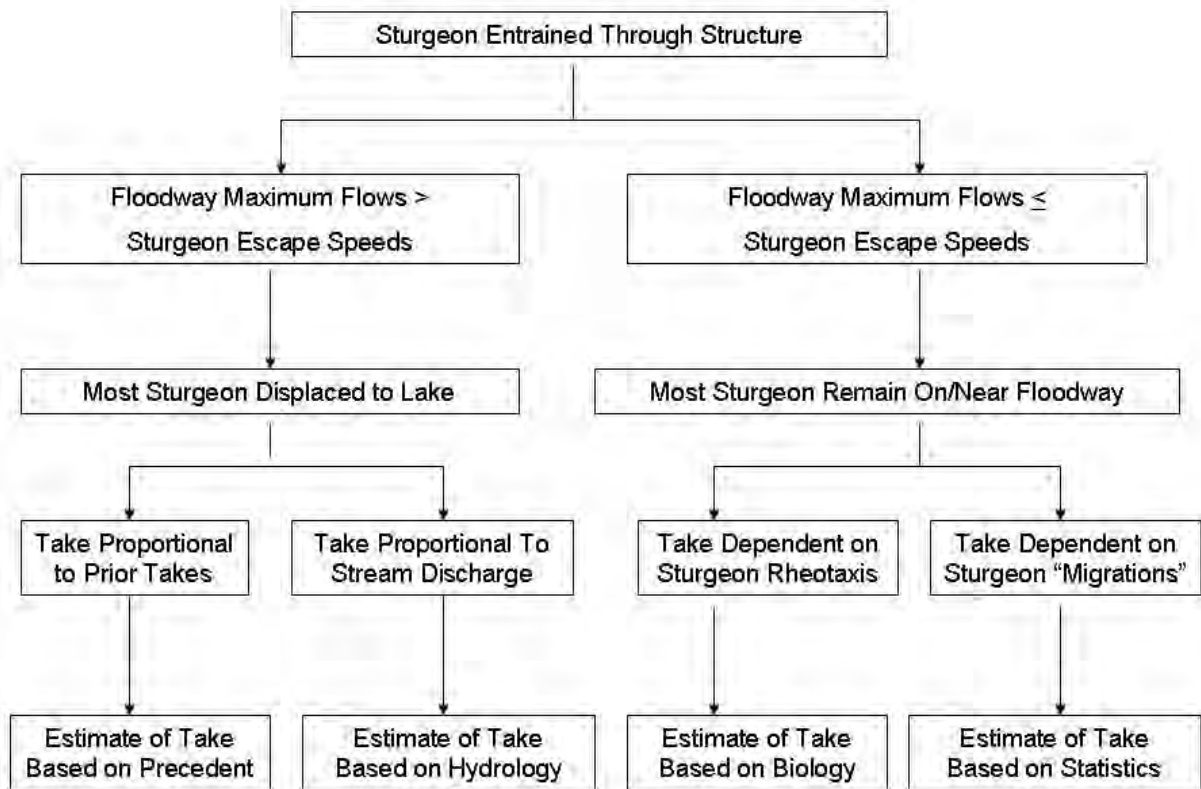 Sturgeon Entrained Through Structure
Floodway Maximum Flows >
Sturgeon Escape Speeds
Floodway Maximum Flows ≤
Sturgeon Escape Speeds
Most Sturgeon Displaced to Lake
Most Sturgeon Remain On/Near Floodway
Take Proportional
to Prior Takes
Take Proportional To
Stream Discharge
Take Dependent on
Sturgeon Rheotaxis
Take Dependent on
Sturgeon “Migrations”
Estimate of Take
Based on Precedent
Estimate of Take
Based on Hydrology
Estimate of Take
Based on Biology
Estimate of Take
Based on Statistics